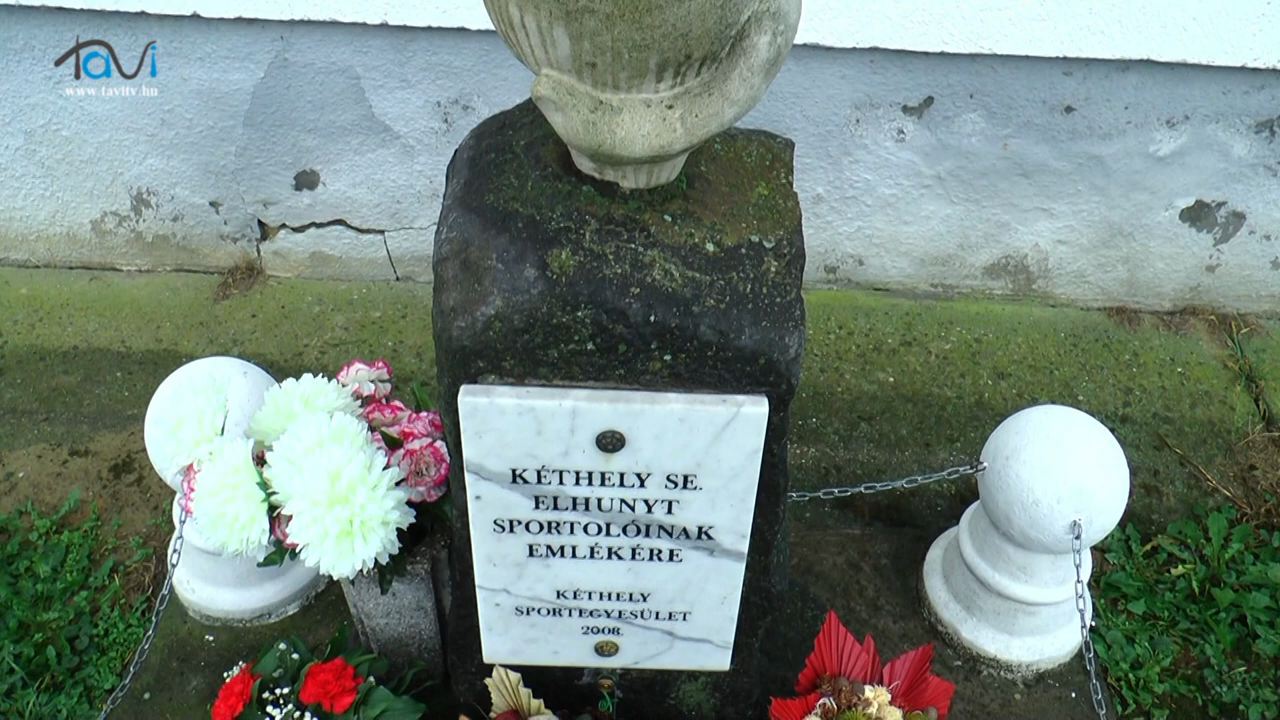 TaVi
www.tavitv.hu
KÉTHELY SE.
ELHUNYT
SPORTOLÓINAK
EMLÉKÉRE
KÉTHELY
SPORTEGYESÜLET
2008.